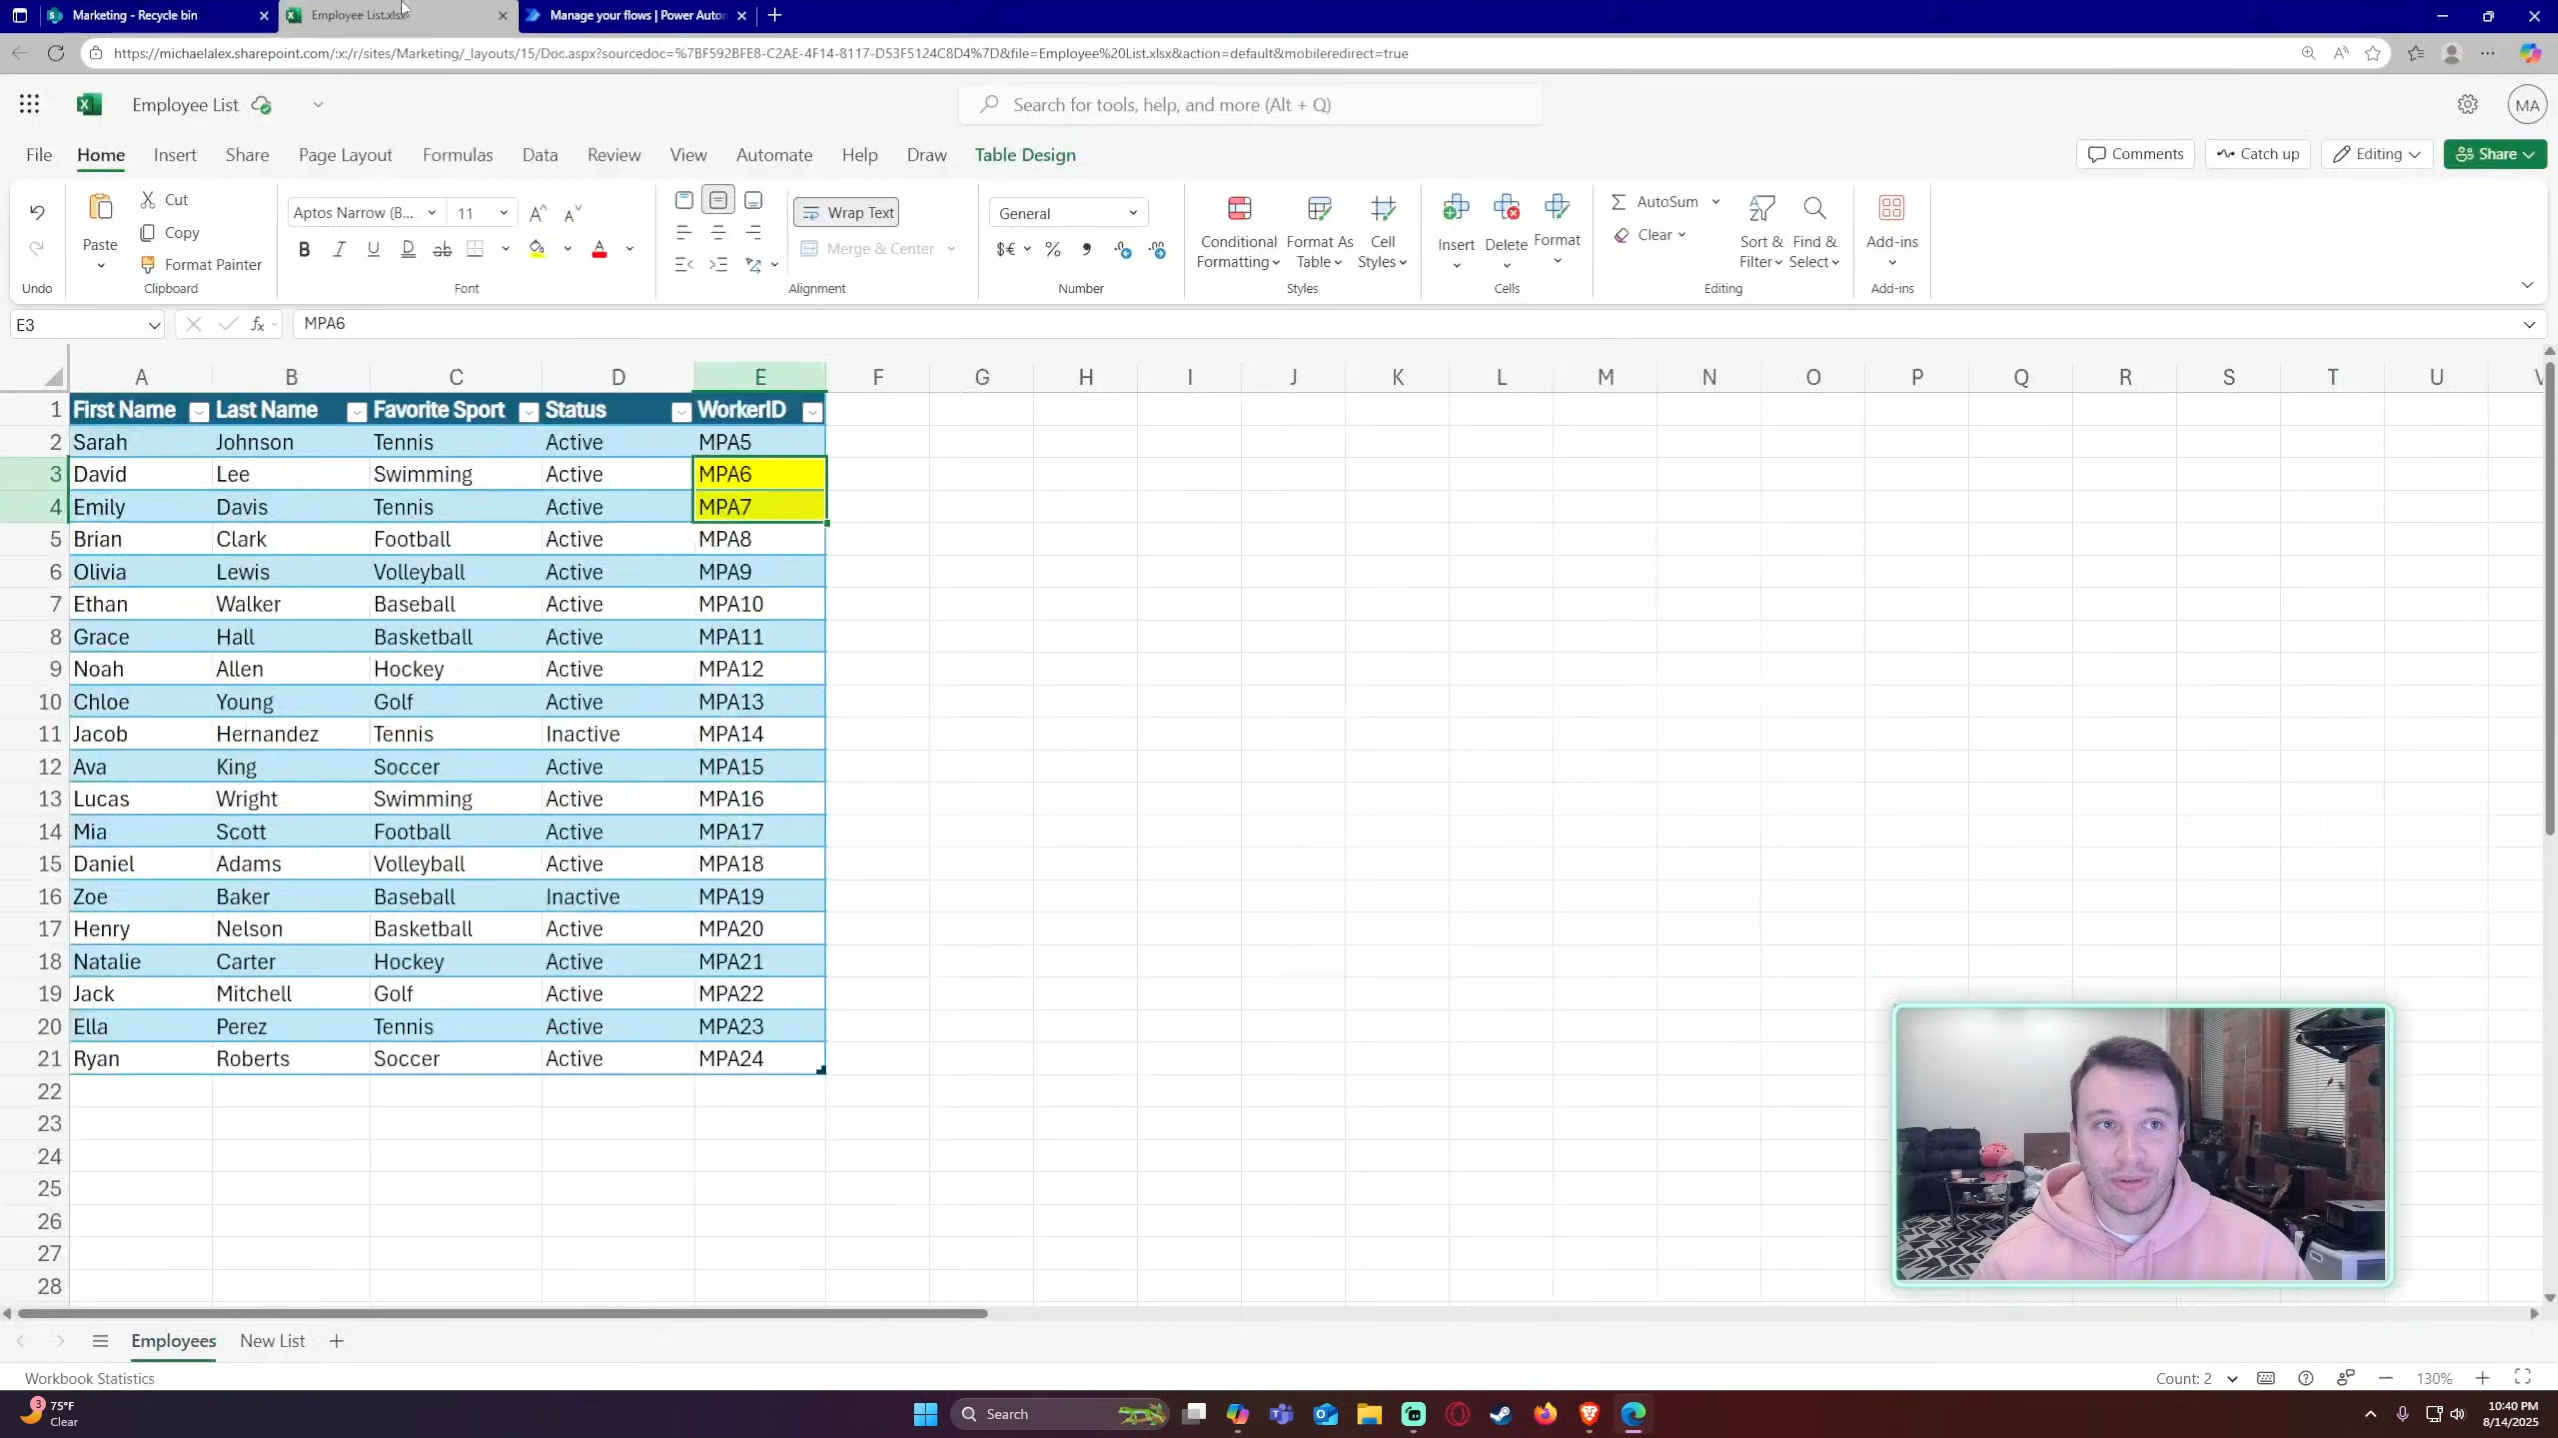 Marketing - Recycle bin
Employee List.xlsx
Manage your flows | Power Autom
https://michaelalex.sharepoint.com/:x:/r/sites/Marketing/_layouts/15/Doc.aspx?sourcedoc=%7BF592BFE8-C2AE-4F14-8117-D53F5124C8D4%7D&file=Employee%20List.xlsx&action=default&mobileredirect=true
Employee List
Search for tools, help, and more (Alt + Q)
MA
File Home Insert Share Page Layout Formulas Data Review View Automate Help Draw Table Design
Comments Catch up Editing Share
Undo
Paste Cut Copy Format Painter
Clipboard
Aptos Narrow (B... 11
Font
Wrap Text
Merge & Center
Alignment
General
Number
Conditional Formatting Format As Table Cell Styles
Styles
Insert Delete Format
Cells
AutoSum
Clear
Sort & Filter Find & Select
Editing
Add-ins
Add-ins
E3 fx MPA6
A B C D E F G H I J K L M N O P Q R S T U V
1 First Name Last Name Favorite Sport Status WorkerID
2 Sarah Johnson Tennis Active MPA5
3 David Lee Swimming Active MPA6
4 Emily Davis Tennis Active MPA7
5 Brian Clark Football Active MPA8
6 Olivia Lewis Volleyball Active MPA9
7 Ethan Walker Baseball Active MPA10
8 Grace Hall Basketball Active MPA11
9 Noah Allen Hockey Active MPA12
10 Chloe Young Golf Active MPA13
11 Jacob Hernandez Tennis Inactive MPA14
12 Ava King Soccer Active MPA15
13 Lucas Wright Swimming Active MPA16
14 Mia Scott Football Active MPA17
15 Daniel Adams Volleyball Active MPA18
16 Zoe Baker Baseball Inactive MPA19
17 Henry Nelson Basketball Active MPA20
18 Natalie Carter Hockey Active MPA21
19 Jack Mitchell Golf Active MPA22
20 Ella Perez Tennis Active MPA23
21 Ryan Roberts Soccer Active MPA24
22
23
24
25
26
27
28
Employees New List
Workbook Statistics
Count: 2
130%
3
75°F
Clear
Search
10:40 PM
8/14/2025